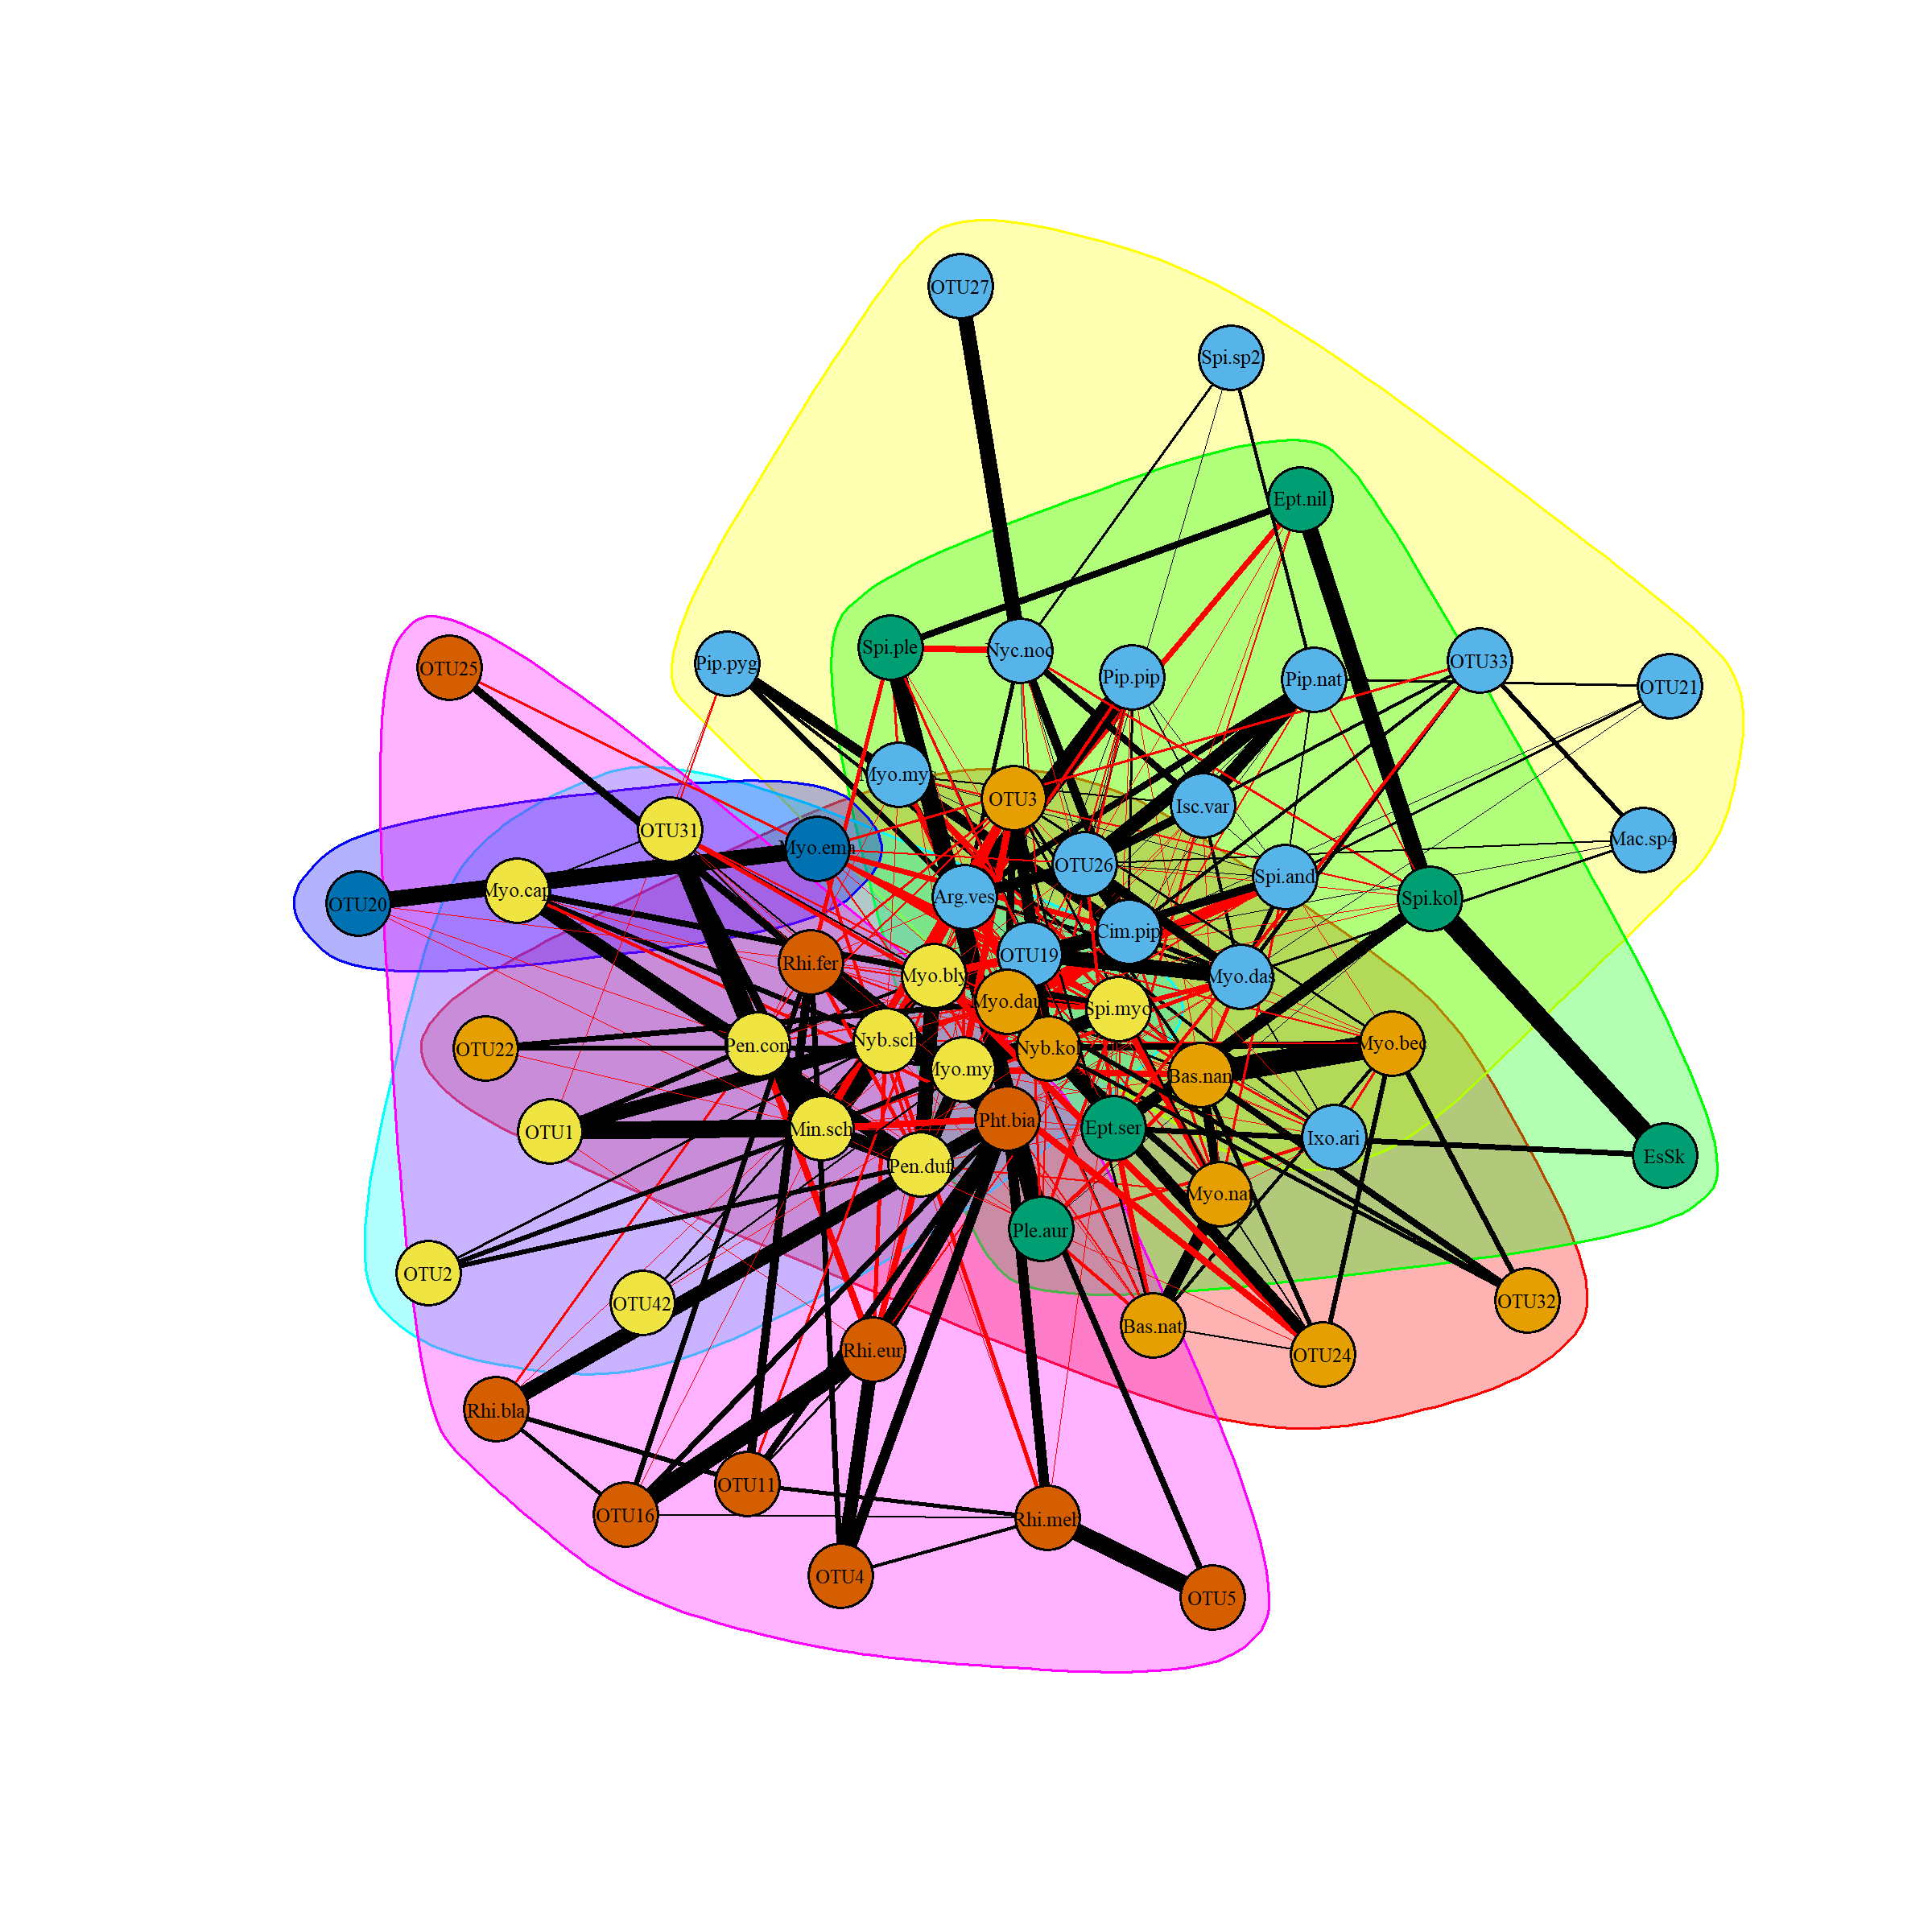 OTU27
Spi.sp2
Ept.nil
Spi.ple
Nyc.noc
Pip.pyg
OTU25
Pip.pip
Pip.nat
OTU33
OTU21
Myo.mys
OTU3
Isc.var
OTU31
Myo.ema
Mac.sp4
OTU26
Spi.and
Myo.cap
Arg.ves
Spi.kol
OTU20
Cim.pip
OTU19
Rhi.fer
Myo.bly
Myo.das
Myo.dau
Spi.myo
OTU22
Pen.con
Nyb.sch
Nyb.kol
Myo.bec
Myo.my
Bas.nan
OTU1
Min.sch
Pht.bia
Ept.ser
Ixo.ari
EsSk
Pen.duf
Myo.nat
Ple.aur
OTU2
OTU42
OTU32
Bas.nat
OTU24
Rhi.eur
Rhi.bla
OTU11
OTU16
Rhi.meh
OTU4
OTU5